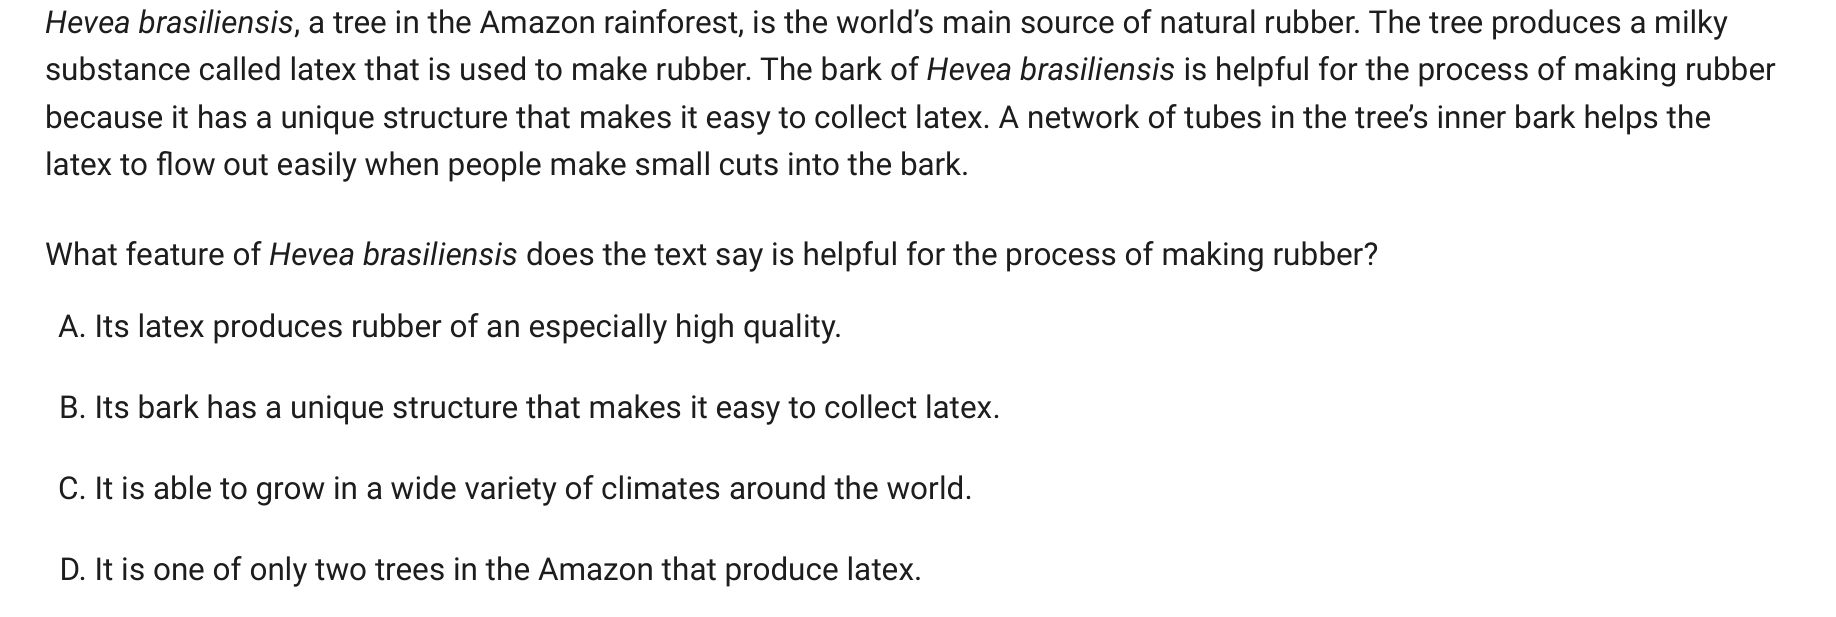 Hevea brasiliensis, a tree in the Amazon rainforest, is the world’s main source of natural rubber. The tree produces a milky
substance called latex that is used to make rubber. The bark of Hevea brasiliensis is helpful for the process of making rubber
because it has a unique structure that makes it easy to collect latex. A network of tubes in the tree’s inner bark helps the
latex to flow out easily when people make small cuts into the bark.
What feature of Hevea brasiliensis does the text say is helpful for the process of making rubber?
A. Its latex produces rubber of an especially high quality.
B. Its bark has a unique structure that makes it easy to collect latex.
C. It is able to grow in a wide variety of climates around the world.
D. It is one of only two trees in the Amazon that produce latex.